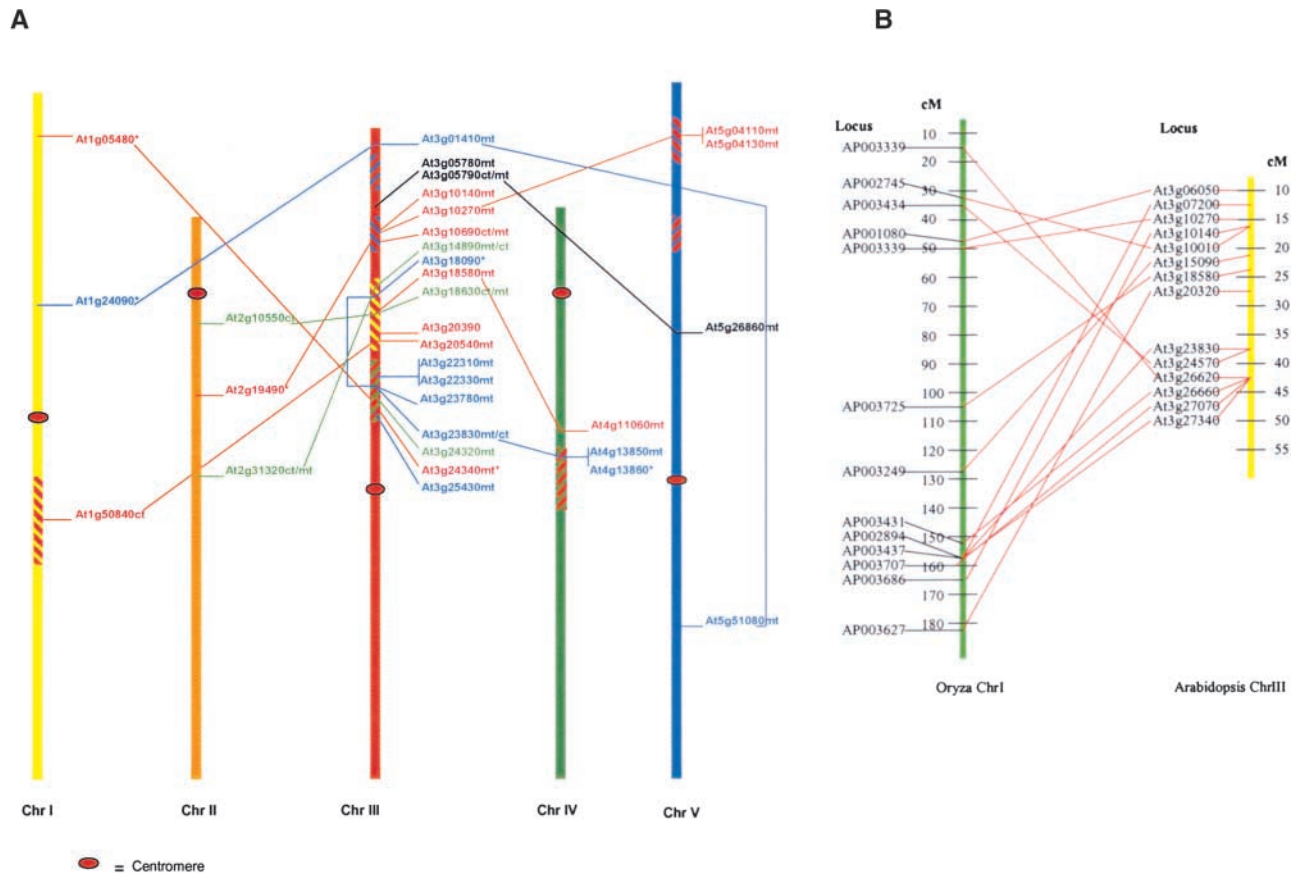 A
At1g05480*
At1g24090*
At1g50840ct
At2g10550ct
At2g19490*
At2g31320ct/mt
At3g01410mt
At3g05780mt
At3g05790ct/mt
At3g10140mt
At3g10270mt
At3g10690ct/mt
At3g14890mt/ct
At3g18090*
At3g18580mt
At3g18630ct/mt
At3g20390
At3g20540mt
At3g22310mt
At3g22330mt
At3g23780mt
At3g23830mt/ct
At3g24320mt
At3g24340mt*
At3g25430mt
At4g11060mt
At4g13850mt
At4g13860*
At5g04110mt
At5g04130mt
At5g26860mt
At5g51080mt
Chr I
Chr II
Chr III
Chr IV
Chr V
= Centromere
B
cM
Locus
AP003339
AP002745
AP003434
AP001080
AP003339
AP003725
AP003249
AP003431
AP002894
AP003437
AP003707
AP003686
AP003627
10
20
30
40
50
60
70
80
90
100
110
120
130
140
150
160
170
180
Oryza ChrI
Locus
At3g06050
At3g07200
At3g10270
At3g10140
At3g10010
At3g15090
At3g18580
At3g20320
At3g23830
At3g24570
At3g26620
At3g26660
At3g27070
At3g27340
cM
10
15
20
25
30
35
40
45
50
55
Arabidopsis ChrIII